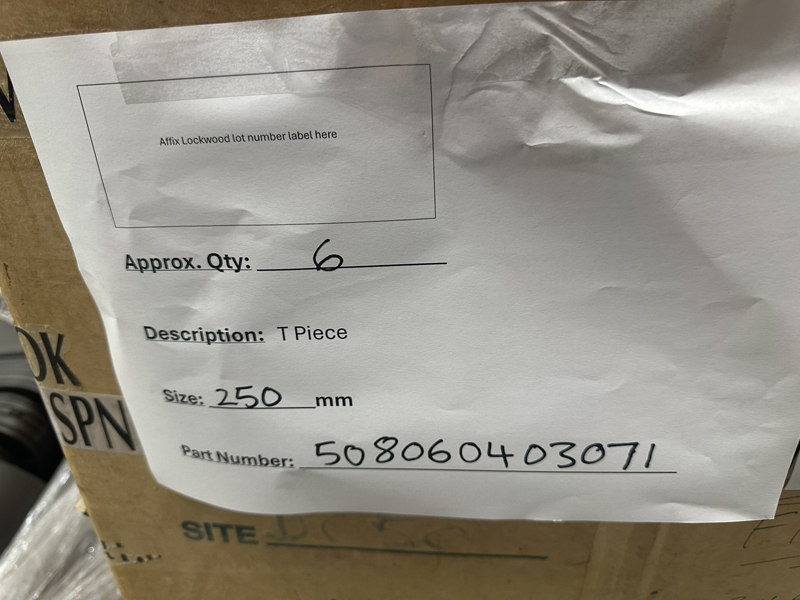 Affix Lockwood lot number label here
Approx. Qty: 6
Description: T Piece
Size: 250 mm
Part Number: 508060403071
OK
SPN
SITE